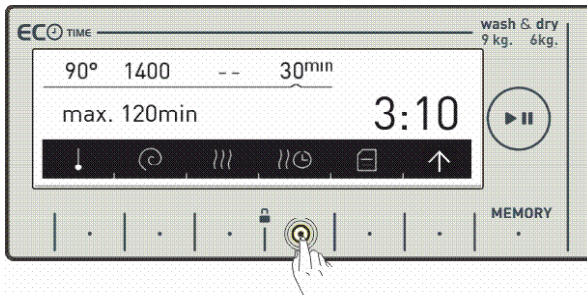 ECO TIME
wash & dry
9 kg. 6kg.
90° 1400 -- 30min
max. 120min
3:10
MEMORY